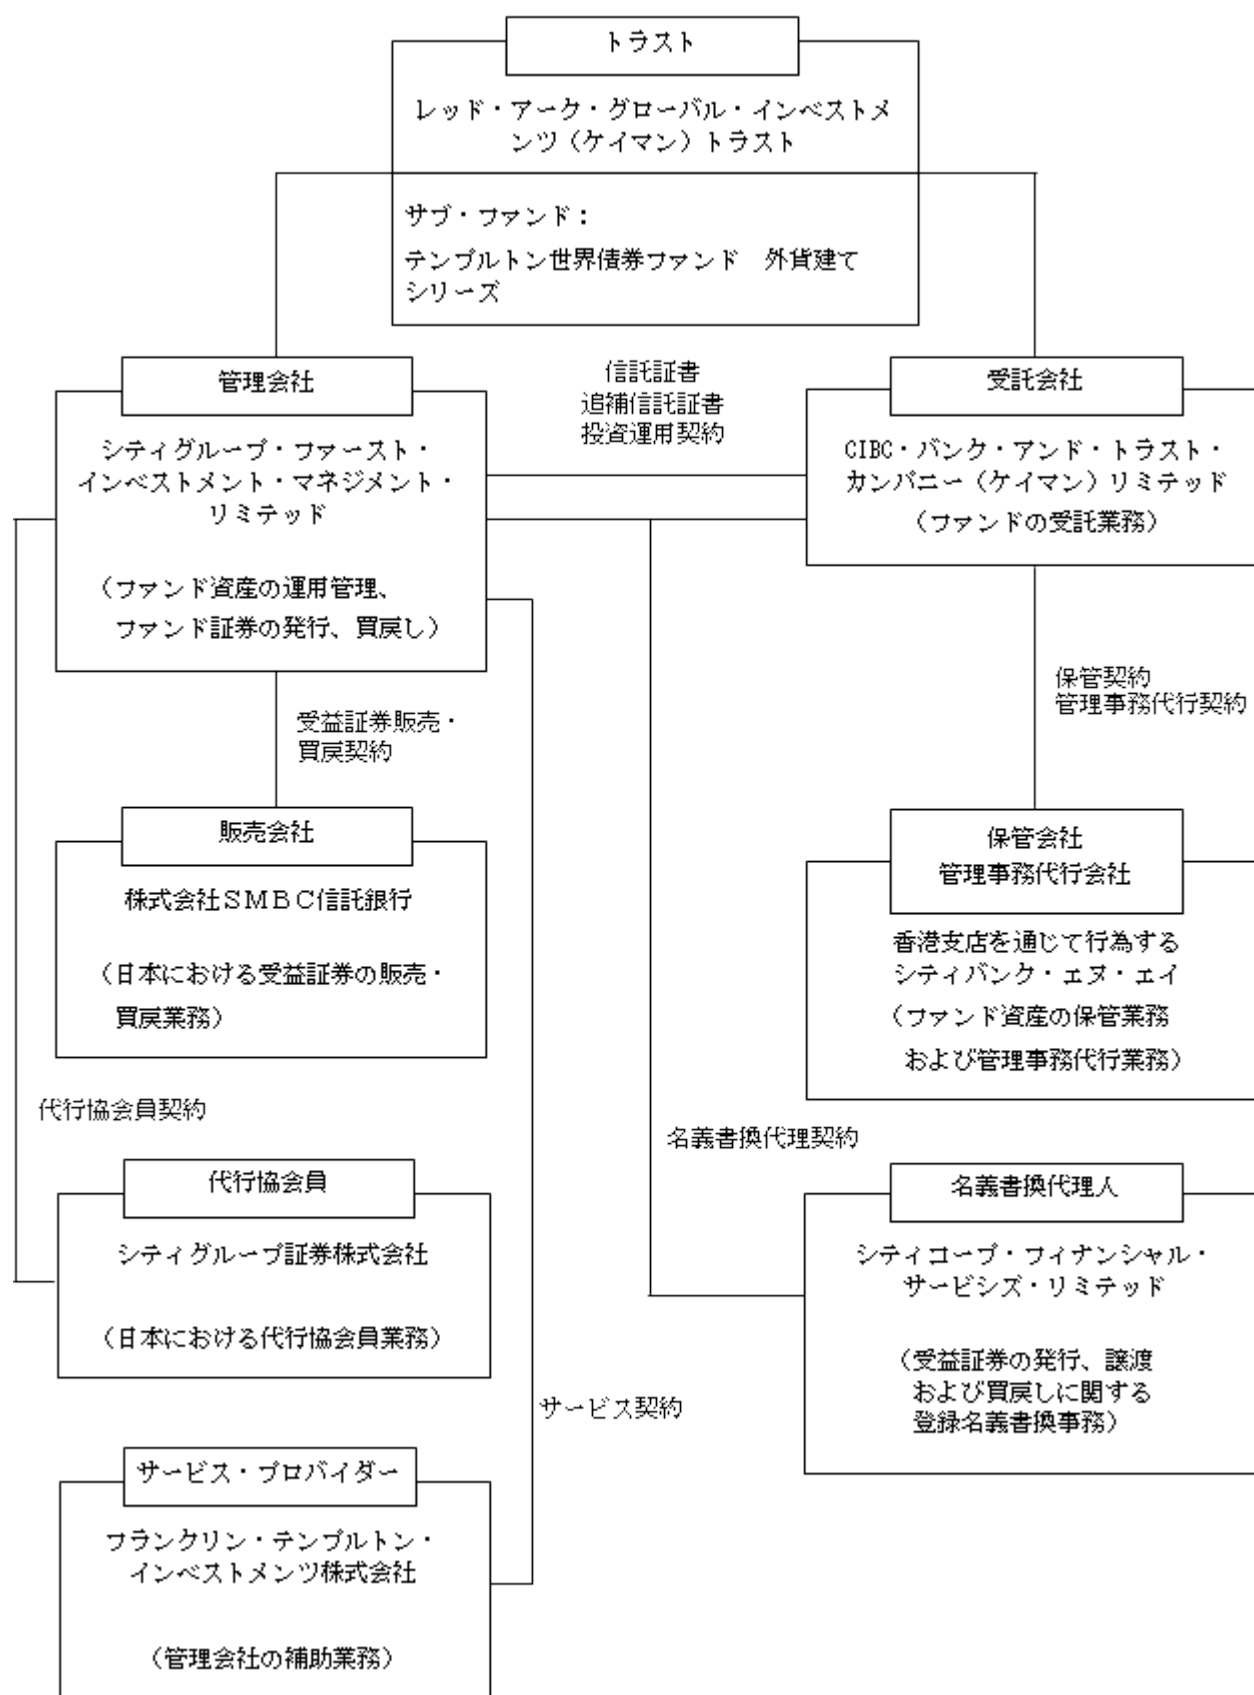 トラスト
レッド・アーク・グローバル・インベストメ
ンツ（ケイマン）トラスト
サブ・ファンド：
テンプルトン世界債券ファンド　外貨建て
シリーズ
管理会社
シティグループ・ファースト・
インベストメント・マネジメント・
リミテッド
（ファンド資産の運用管理、
ファンド証券の発行、買戻し）
信託証書
追補信託証書
投資運用契約
受託会社
CIBC・バンク・アンド・トラスト・
カンパニー（ケイマン）リミテッド
（ファンドの受託業務）
受益証券販売・
買戻契約
保管契約
管理事務代行契約
販売会社
株式会社ＳＭＢＣ信託銀行
（日本における受益証券の販売・
買戻業務）
保管会社
管理事務代行会社
香港支店を通じて行為する
シティバンク・エヌ・エイ
（ファンド資産の保管業務
および管理事務代行業務）
代行協会員契約
名義書換代理契約
代行協会員
シティグループ証券株式会社
（日本における代行協会員業務）
名義書換代理人
シティコープ・フィナンシャル・
サービシズ・リミテッド
（受益証券の発行、譲渡
および買戻しに関する
登録名義書換事務）
サービス契約
サービス・プロバイダー
フランクリン・テンプルトン・
インベストメンツ株式会社
（管理会社の補助業務）